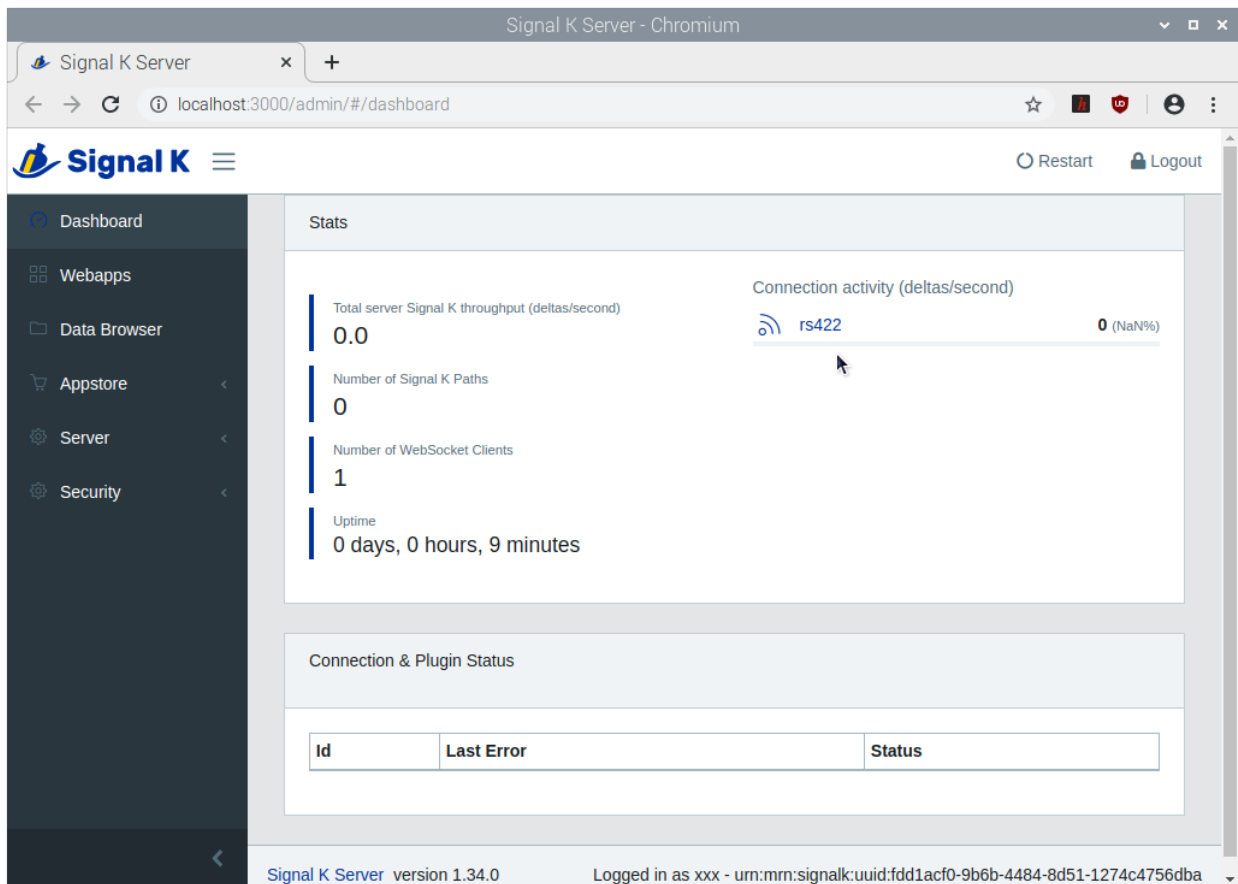 Signal K Server - Chromium
Signal K Server
localhost:3000/admin/#/dashboard
Signal K
Restart
Logout
Dashboard
Webapps
Data Browser
Appstore
Server
Security
Stats
Total server Signal K throughput (deltas/second)
0.0
Number of Signal K Paths
0
Number of WebSocket Clients
1
Uptime
0 days, 0 hours, 9 minutes
Connection activity (deltas/second)
rs422 0 (NaN%)
Connection & Plugin Status
Id Last Error Status
Signal K Server version 1.34.0 Logged in as xxx - urn:mrn:signalk:uuid:fdd1acf0-9b6b-4484-8d51-1274c4756dba